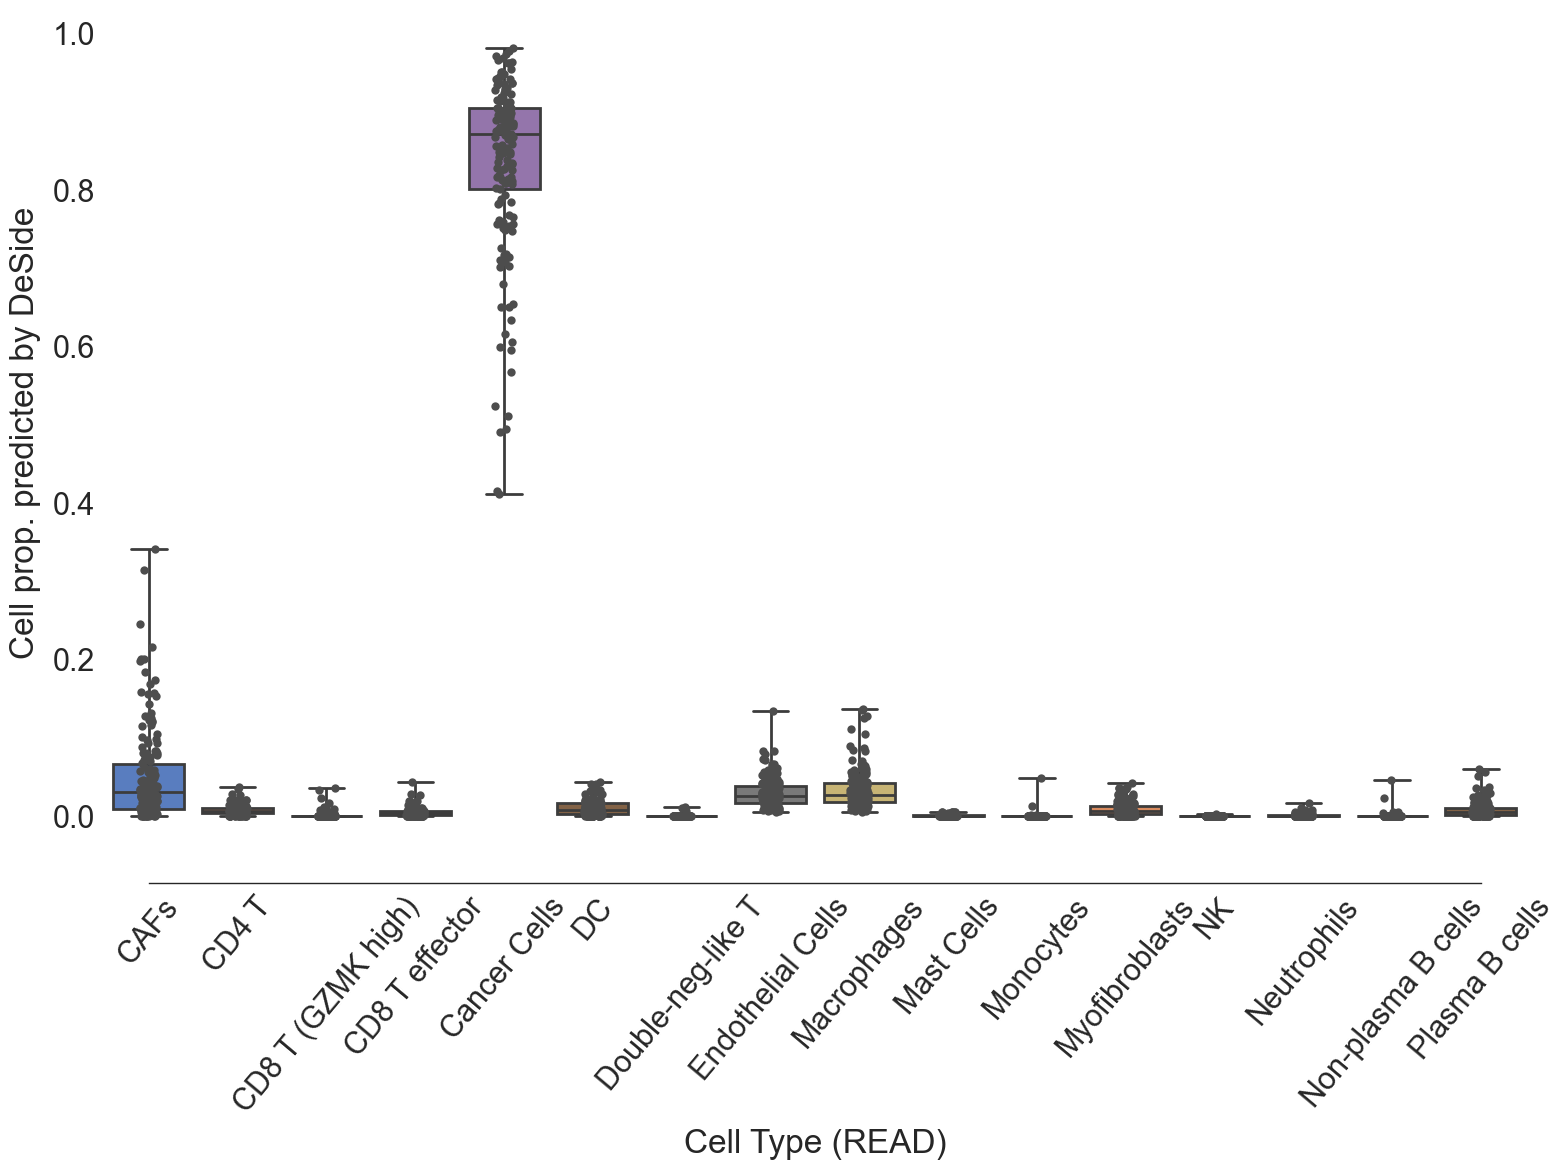 Cell prop. predicted by DeSide
1.0
0.8
0.6
0.4
0.2
0.0
CAFs
CD4 T
CD8 T (GZMK high)
CD8 T effector
Cancer Cells
DC
Double-neg-like T
Endothelial Cells
Macrophages
Mast Cells
Monocytes
Myofibroblasts
NK
Neutrophils
Non-plasma B cells
Plasma B cells
Cell Type (READ)